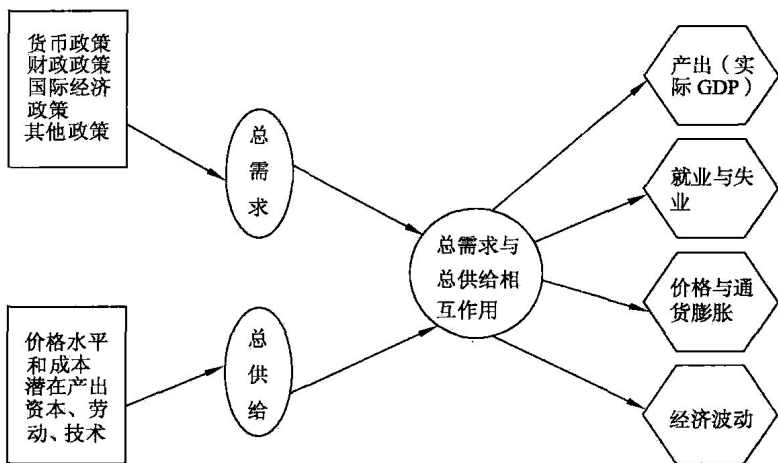 货币政策
财政政策
国际经济
政策
其他政策
总
需
求
价格水平
和成本
潜在产出
资本、劳
动、技术
总
供
给
总需求与
总供给相
互作用
产出（实
际 GDP）
就业与失
业
价格与通
货膨胀
经济波动